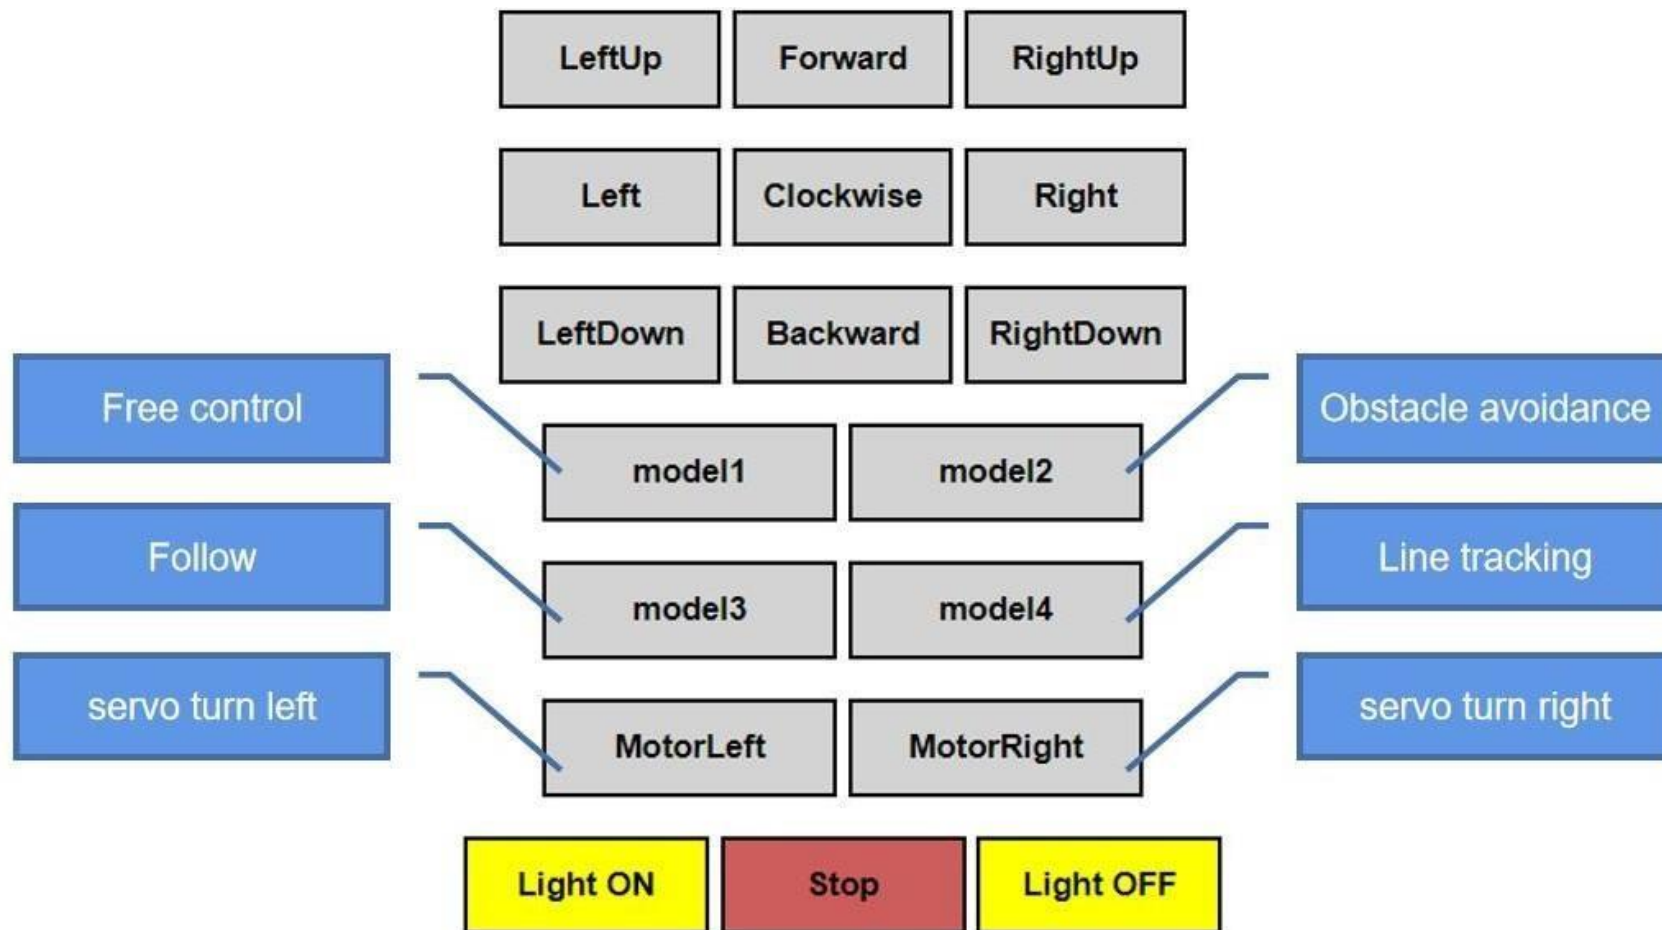 LeftUp Forward RightUp
Left Clockwise Right
LeftDown Backward RightDown
Free control
Obstacle avoidance
model1 model2
Follow
Line tracking
model3 model4
servo turn left
servo turn right
MotorLeft MotorRight
Light ON Stop Light OFF